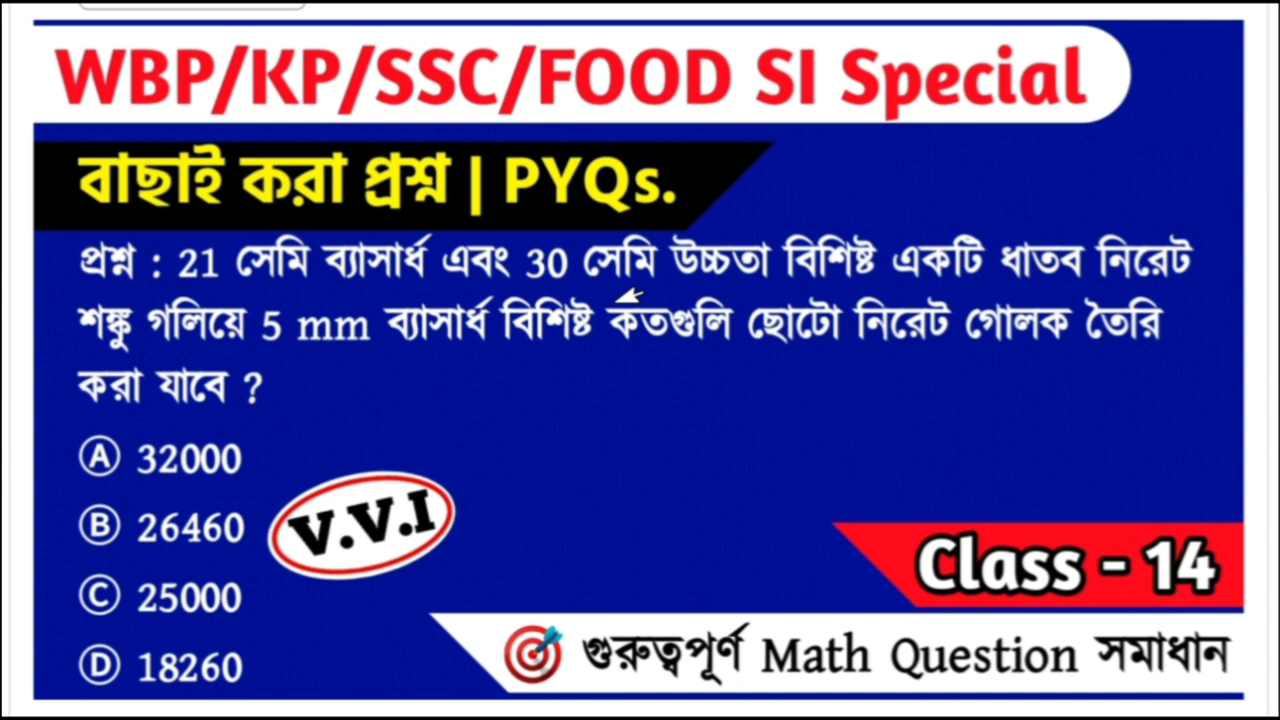 WBP/KP/SSC/FOOD SI Special
বাছাই করা প্রশ্ন | PYQs.
প্রশ্ন : 21 সেমি ব্যাসার্ধ এবং 30 সেমি উচ্চতা বিশিষ্ট একটি ধাতব নিরেট
শঙ্কু গলিয়ে 5 mm ব্যাসার্ধ বিশিষ্ট কতগুলি ছোটো নিরেট গোলক তৈরি
করা যাবে ?
Ⓐ 32000
Ⓑ 26460
Ⓒ 25000
Ⓓ 18260
V.V.I
Class - 14
গুরুত্বপূর্ণ Math Question সমাধান